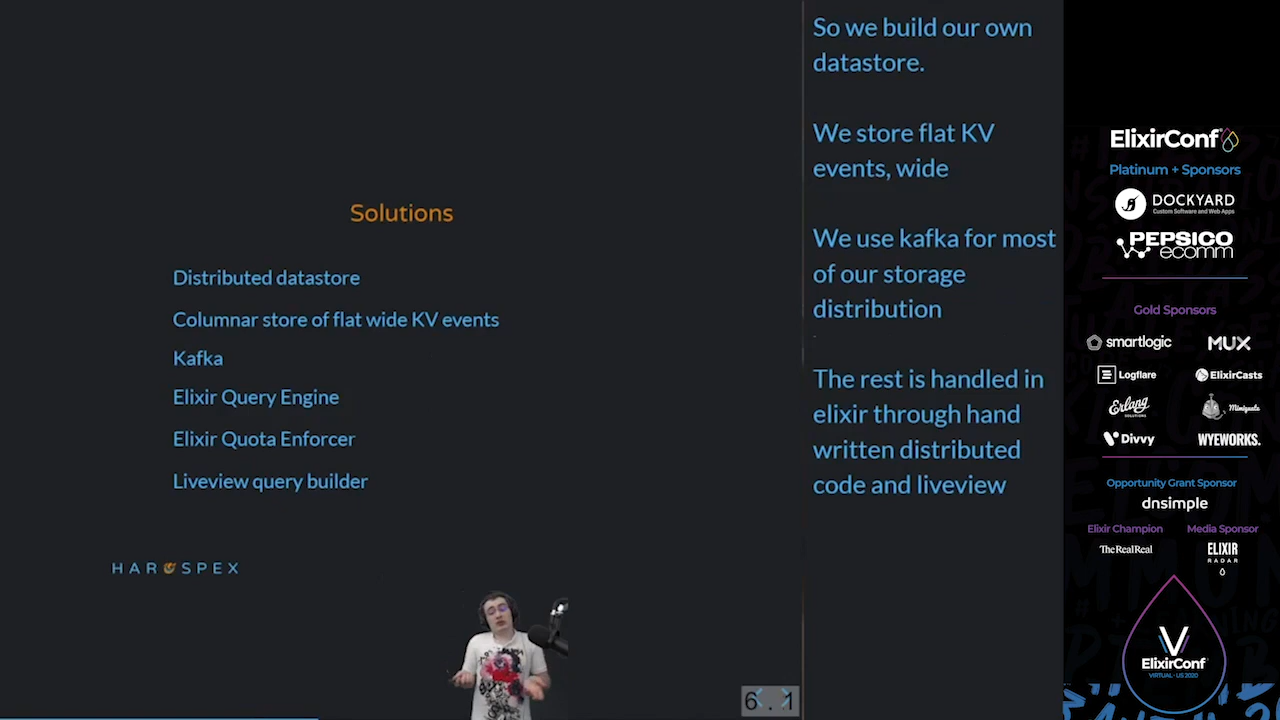 Solutions
Distributed datastore
Columnar store of flat wide KV events
Kafka
Elixir Query Engine
Elixir Quota Enforcer
Liveview query builder
HARSPEX
6.1
So we build our own
datastore.
We store flat KV
events, wide
We use kafka for most
of our storage
distribution
The rest is handled in
elixir through hand
written distributed
code and liveview
ElixirConf
Platinum + Sponsors
DOCKYARD
Custom Software and Web Apps
PEPSICO
ecomm
Gold Sponsors
smartlogic
MUX
Logflare
ElixirCasts
Erlang
SOLUTIONS
Mimiquate
Divvy
WYEWORKS.
Opportunity Grant Sponsor
dnsimple
Elixir Champion
Media Sponsor
TheRealReal
ELIXIR
RADAR
V
ElixirConf
VIRTUAL · US 2020